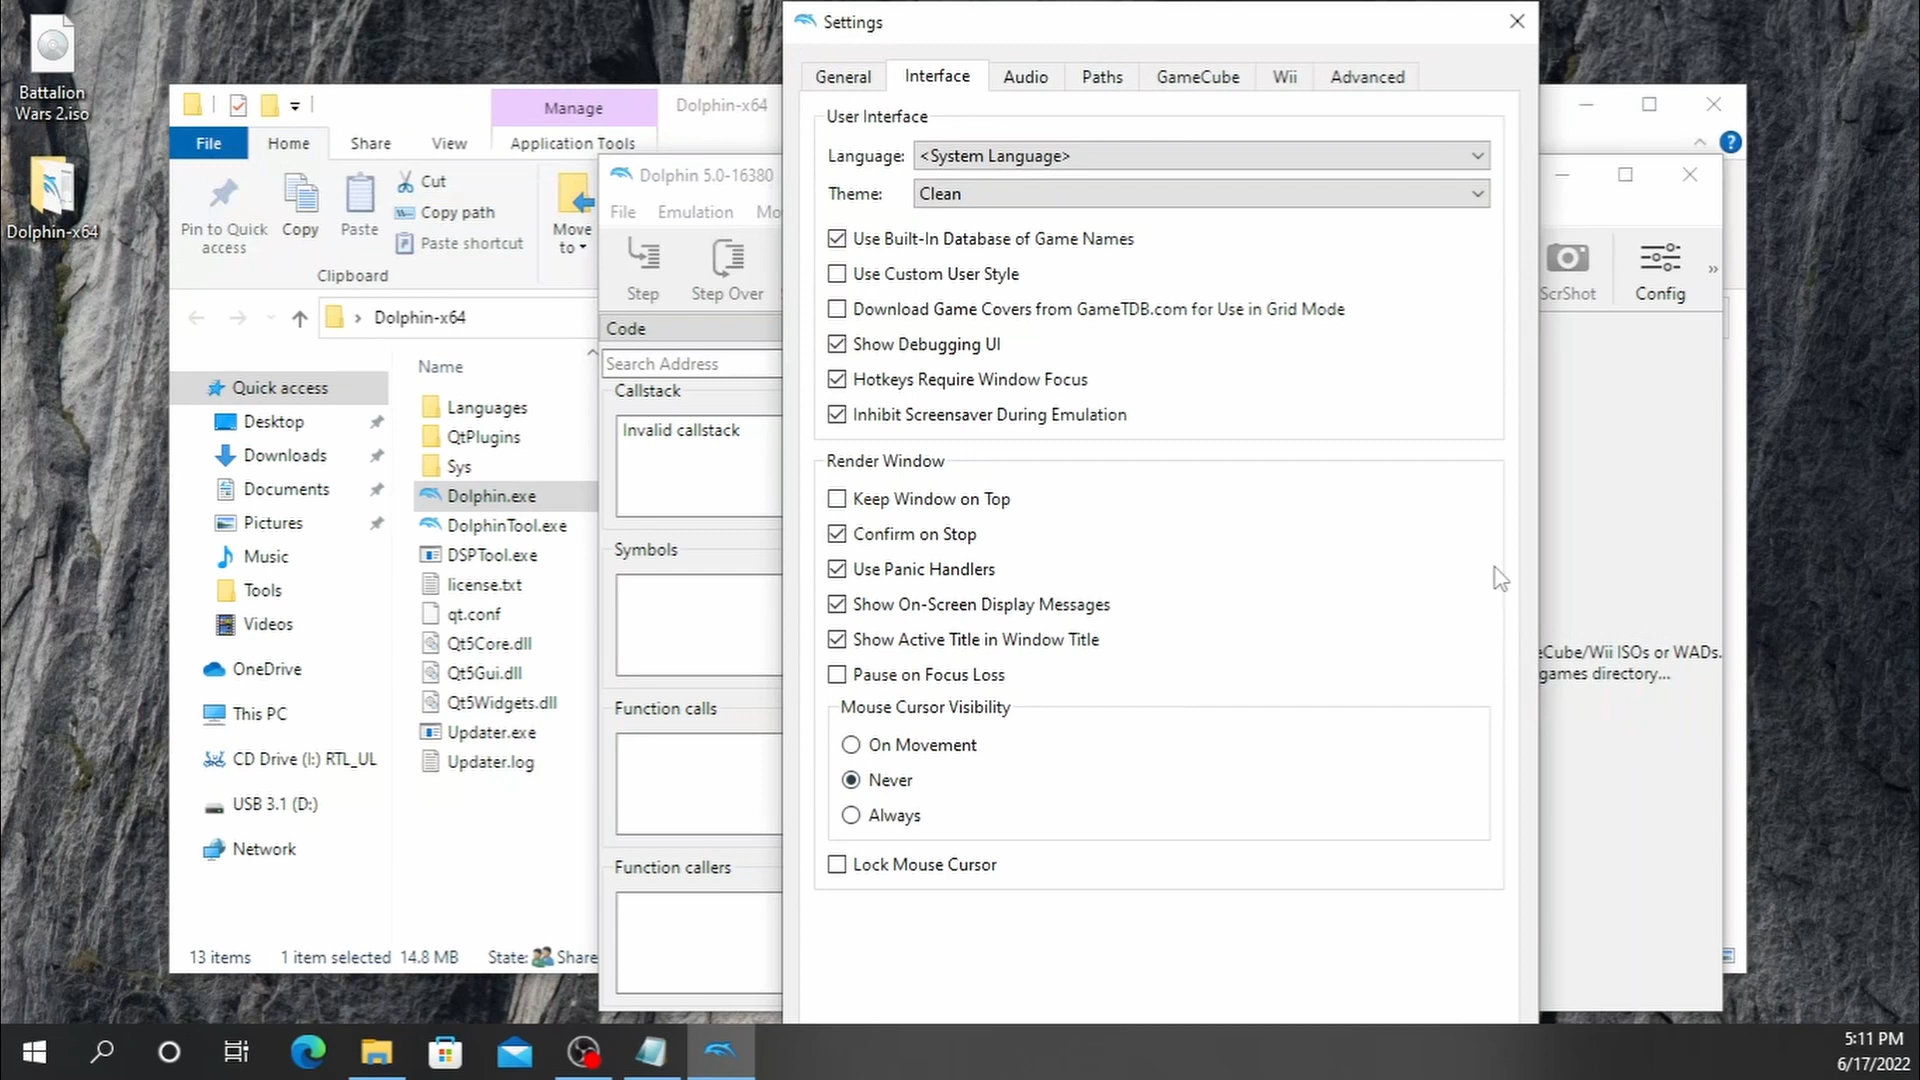 Battalion
Wars 2.iso
Dolphin-x64
Manage
Dolphin-x64
File
Home
Share
View
Application Tools
Pin to Quick
access
Copy
Paste
Cut
Copy path
Paste shortcut
Move
to
Clipboard
Dolphin-x64
Quick access
Desktop
Downloads
Documents
Pictures
Music
Tools
Videos
OneDrive
This PC
CD Drive (I:) RTL_UL
USB 3.1 (D:)
Network
Name
Languages
QtPlugins
Sys
Dolphin.exe
DolphinTool.exe
DSPTool.exe
license.txt
qt.conf
Qt5Core.dll
Qt5Gui.dll
Qt5Widgets.dll
Updater.exe
Updater.log
13 items
1 item selected
14.8 MB
State:
Share
Dolphin 5.0-16380
File
Emulation
Mo
Step
Step Over
Code
Search Address
Callstack
Invalid callstack
Symbols
Function calls
Function callers
Settings
General
Interface
Audio
Paths
GameCube
Wii
Advanced
User Interface
Language:
<System Language>
Theme:
Clean
Use Built-In Database of Game Names
Use Custom User Style
Download Game Covers from GameTDB.com for Use in Grid Mode
Show Debugging UI
Hotkeys Require Window Focus
Inhibit Screensaver During Emulation
Render Window
Keep Window on Top
Confirm on Stop
Use Panic Handlers
Show On-Screen Display Messages
Show Active Title in Window Title
Pause on Focus Loss
Mouse Cursor Visibility
On Movement
Never
Always
Lock Mouse Cursor
ScrShot
Config
eCube/Wii ISOs or WADs.
games directory...
5:11 PM
6/17/2022